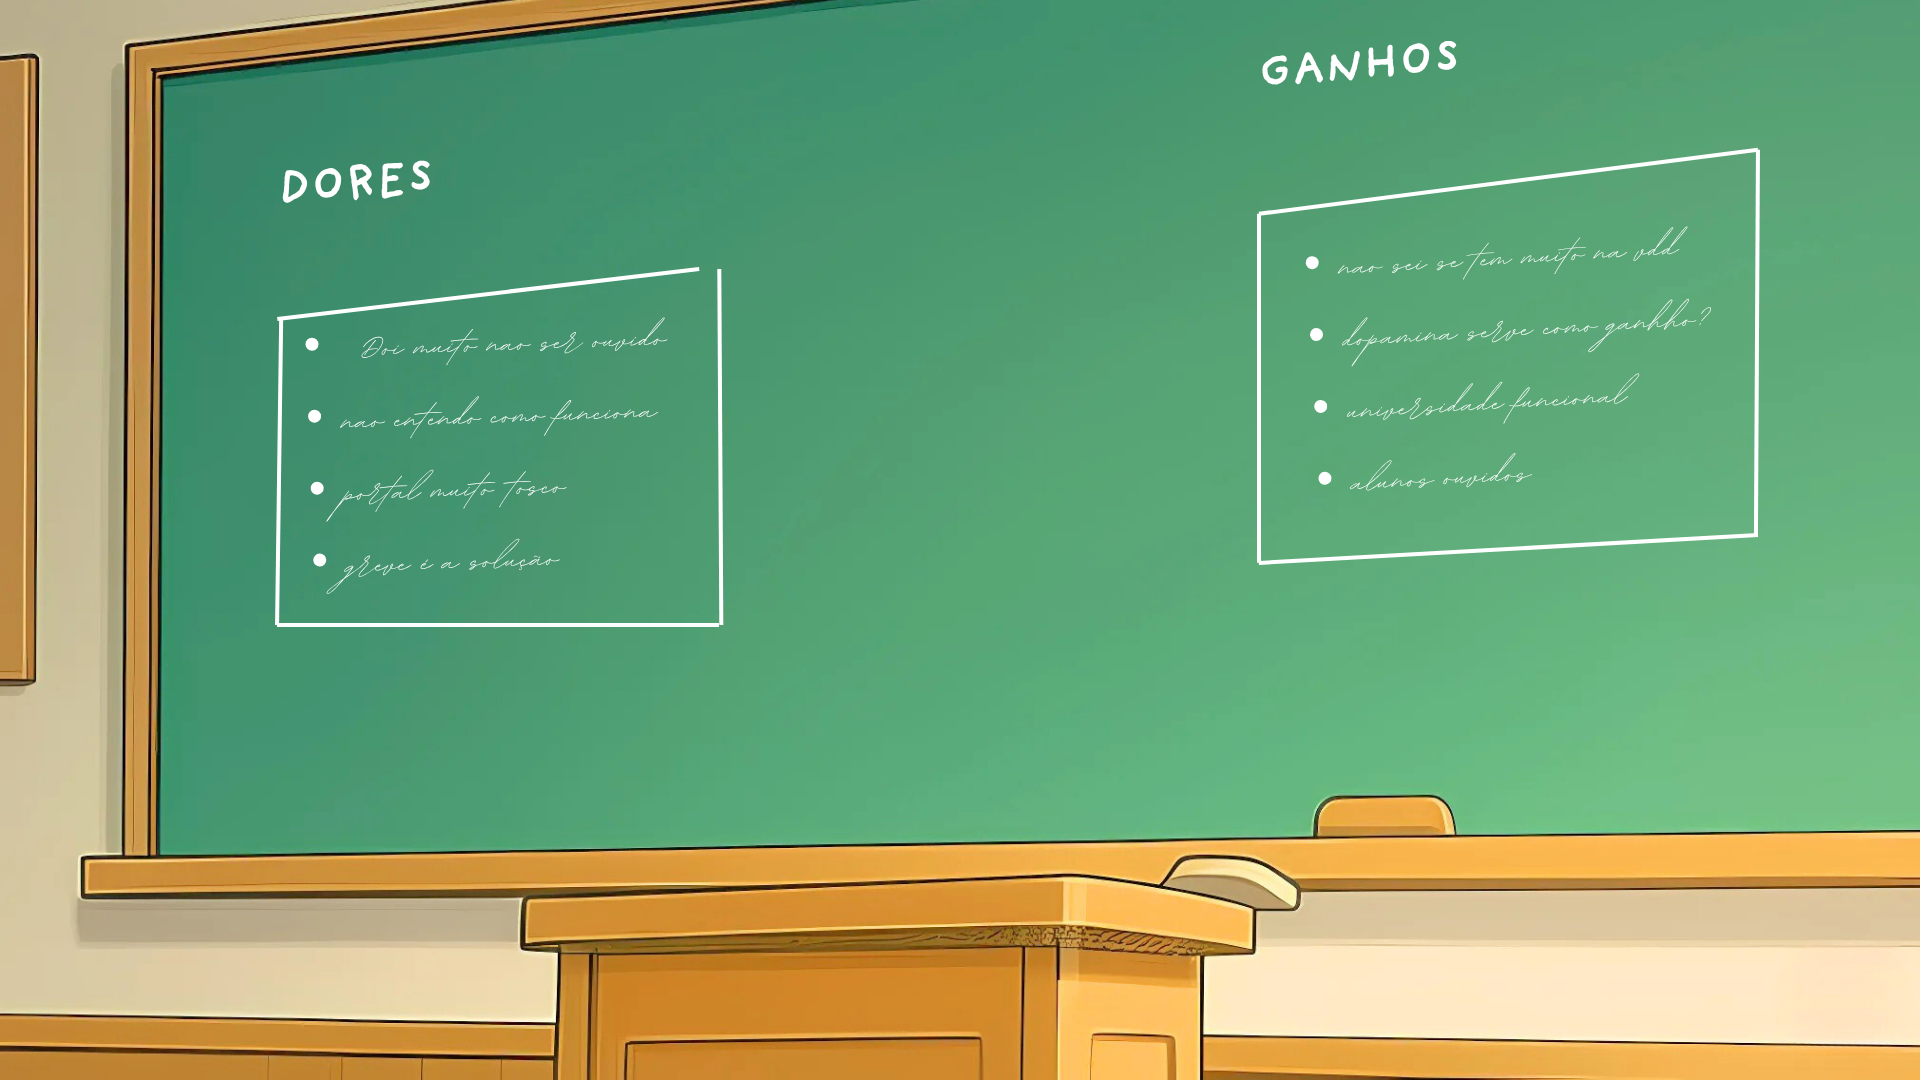 DORES
Doi muito nao ser ouvido
nao entendo como funciona
portal muito tosco
greve é a solução
GANHOS
nao sei se tem muito na vdd
dopamina serve como ganhho?
universidade funcional
alunos ouvidos